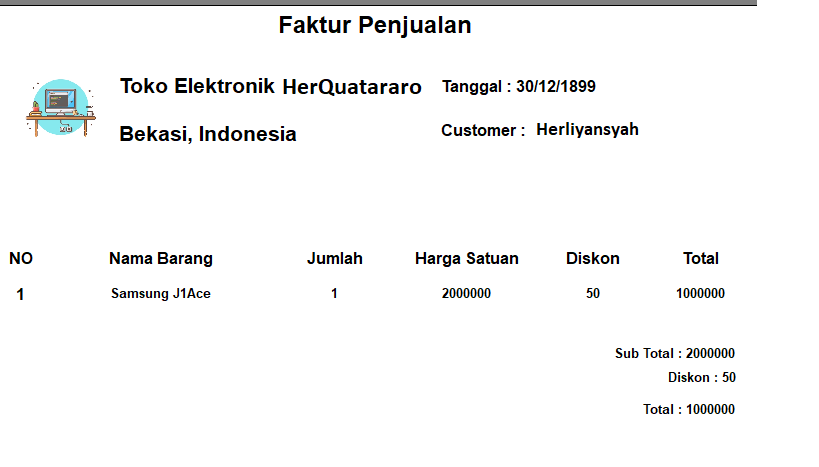 Faktur Penjualan
Toko Elektronik HerQuatararo Tanggal : 30/12/1899
Bekasi, Indonesia Customer : Herliyansyah
NO Nama Barang Jumlah Harga Satuan Diskon Total
1 Samsung J1Ace 1 2000000 50 1000000
Sub Total : 2000000
Diskon : 50
Total : 1000000